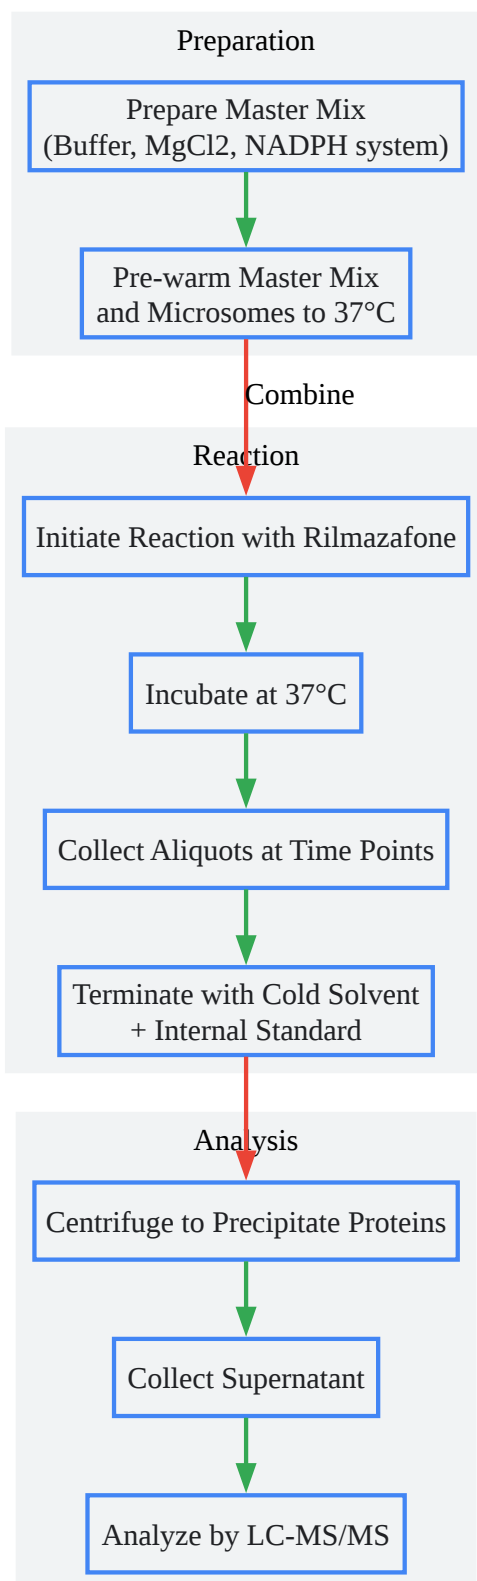 Preparation
Prepare Master Mix
(Buffer, MgCl2, NADPH system)
Pre-warm Master Mix
and Microsomes to 37°C
Combine
Reaction
Initiate Reaction with Rilmazafone
Incubate at 37°C
Collect Aliquots at Time Points
Terminate with Cold Solvent
+ Internal Standard
Analysis
Centrifuge to Precipitate Proteins
Collect Supernatant
Analyze by LC-MS/MS